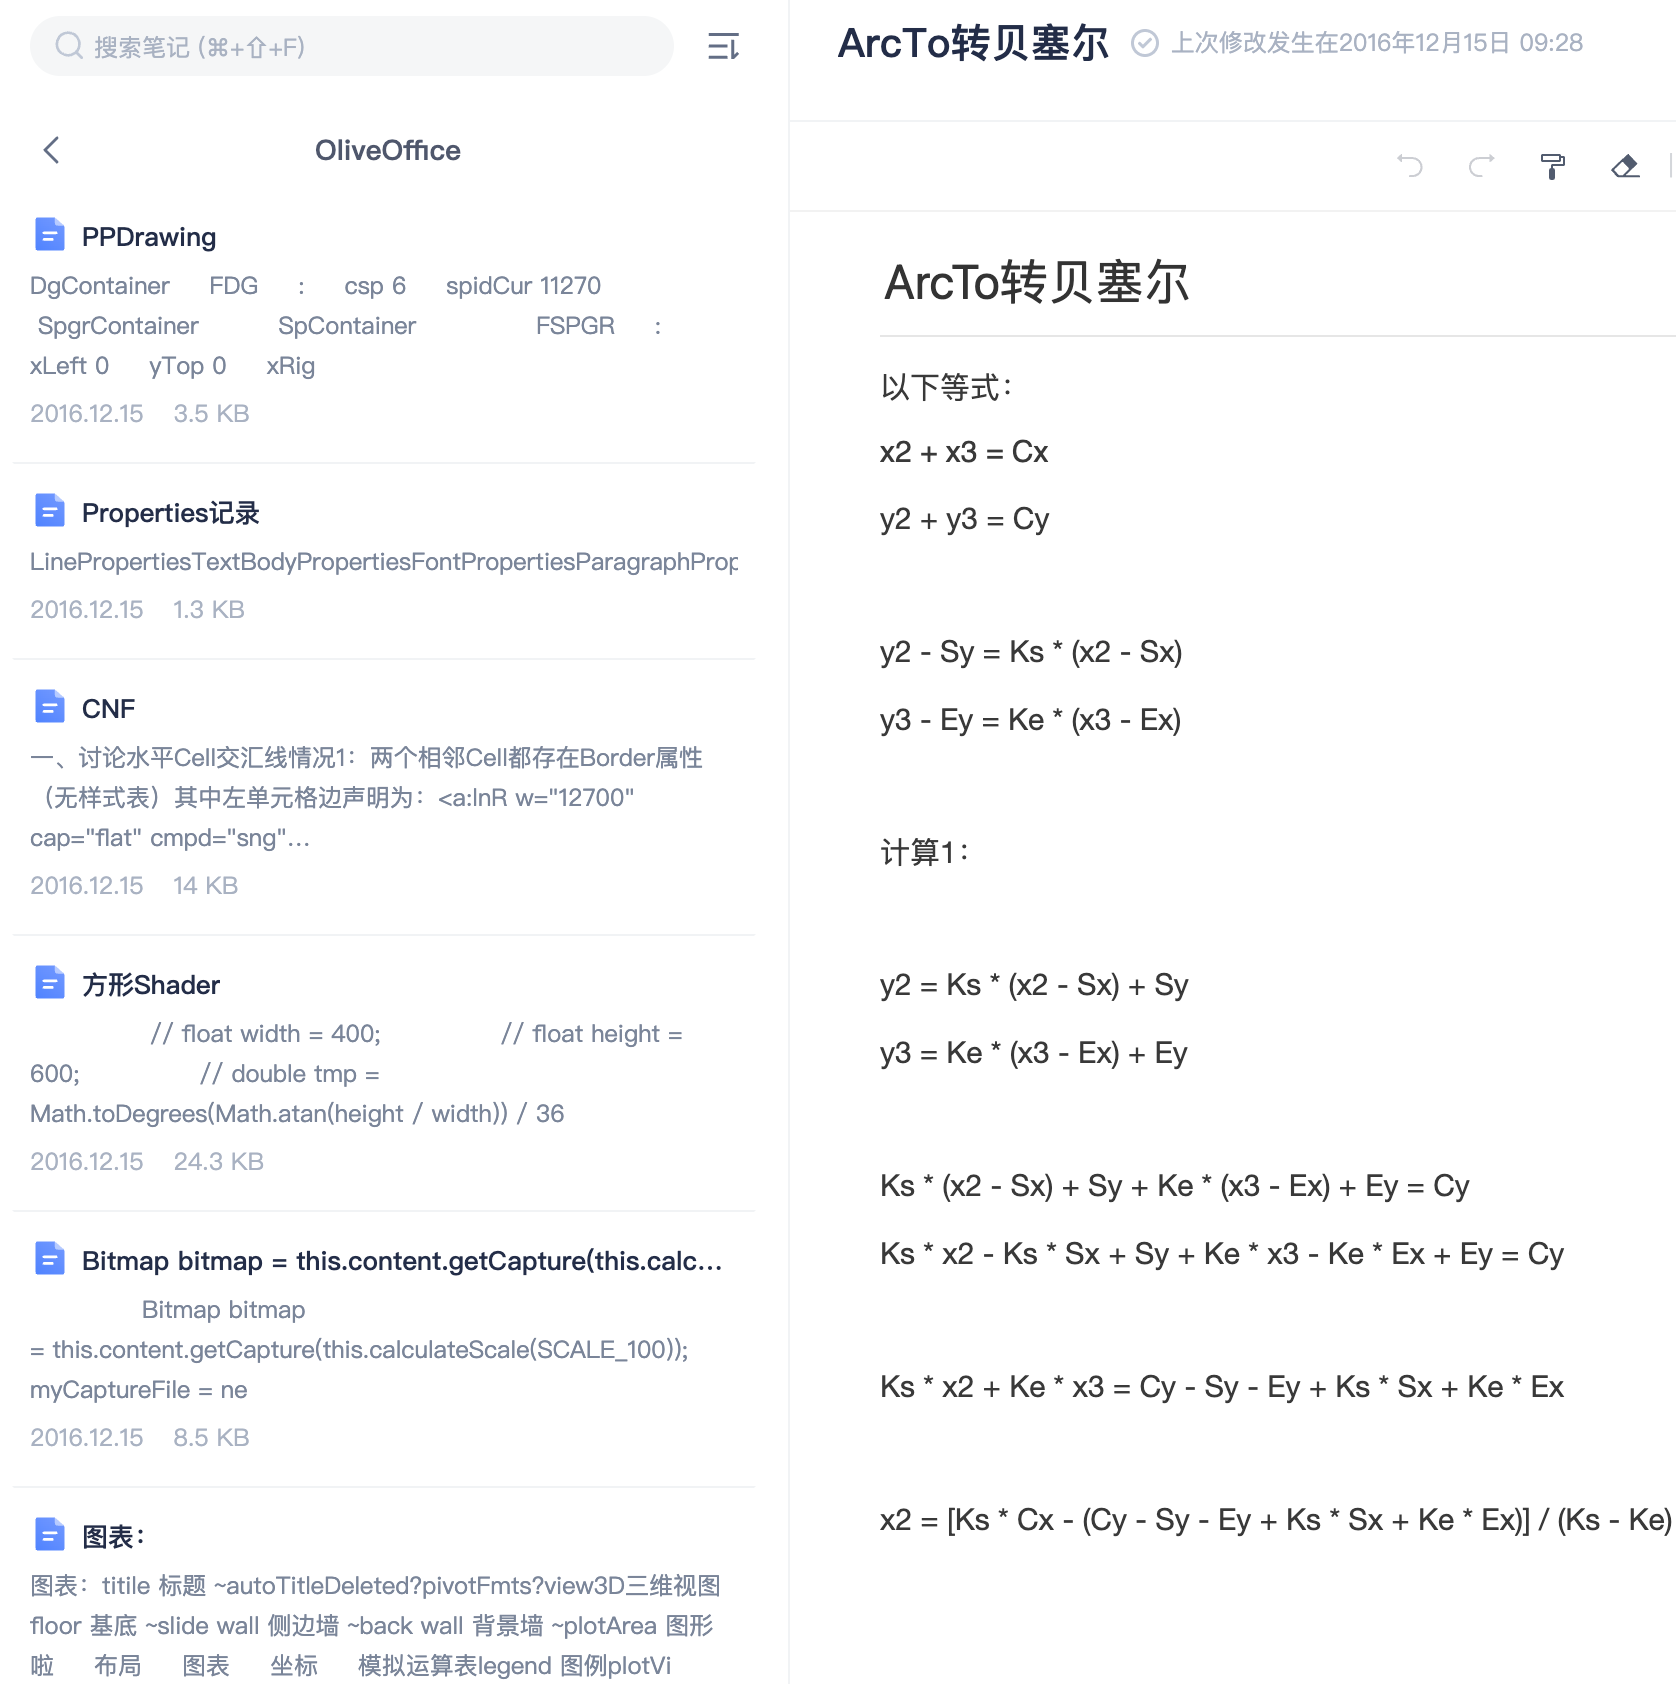 搜索笔记 (⌘+⇧+F)
OliveOffice
PPDrawing
DgContainer FDG : csp 6 spidCur 11270
SpgrContainer SpContainer FSPGR :
xLeft 0 yTop 0 xRig
2016.12.15 3.5 KB
Properties记录
LinePropertiesTextBodyPropertiesFontPropertiesParagraphProp
2016.12.15 1.3 KB
CNF
一、讨论水平Cell交汇线情况1：两个相邻Cell都存在Border属性
（无样式表）其中左单元格边声明为：<a:lnR w="12700"
cap="flat" cmpd="sng"...
2016.12.15 14 KB
方形Shader
// float width = 400; // float height =
600; // double tmp =
Math.toDegrees(Math.atan(height / width)) / 36
2016.12.15 24.3 KB
Bitmap bitmap = this.content.getCapture(this.calc...
Bitmap bitmap
= this.content.getCapture(this.calculateScale(SCALE_100));
myCaptureFile = ne
2016.12.15 8.5 KB
图表：
图表：titile 标题 ~autoTitleDeleted?pivotFmts?view3D三维视图
floor 基底 ~slide wall 侧边墙 ~back wall 背景墙 ~plotArea 图形
啦 布局 图表 坐标 模拟运算表legend 图例plotVi
ArcTo转贝塞尔 上次修改发生在2016年12月15日 09:28
ArcTo转贝塞尔
以下等式：
x2 + x3 = Cx
y2 + y3 = Cy
y2 - Sy = Ks * (x2 - Sx)
y3 - Ey = Ke * (x3 - Ex)
计算1：
y2 = Ks * (x2 - Sx) + Sy
y3 = Ke * (x3 - Ex) + Ey
Ks * (x2 - Sx) + Sy + Ke * (x3 - Ex) + Ey = Cy
Ks * x2 - Ks * Sx + Sy + Ke * x3 - Ke * Ex + Ey = Cy
Ks * x2 + Ke * x3 = Cy - Sy - Ey + Ks * Sx + Ke * Ex
x2 = [Ks * Cx - (Cy - Sy - Ey + Ks * Sx + Ke * Ex)] / (Ks - Ke)